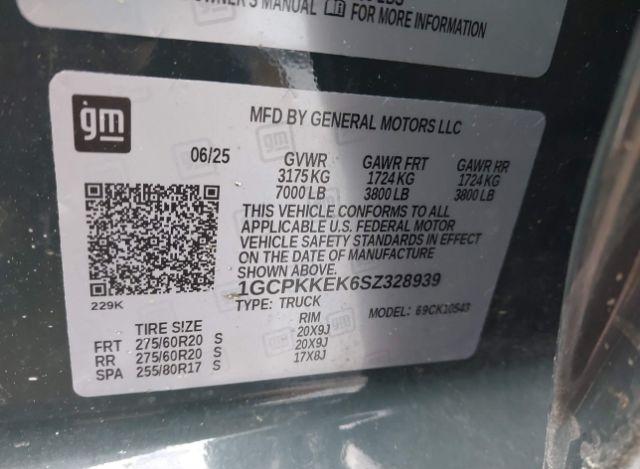 OWNER'S MANUAL FOR MORE INFORMATION
gm
MFD BY GENERAL MOTORS LLC
06/25 GVWR GAWR FRT GAWR RR
3175 KG 1724 KG 1724 KG
7000 LB 3800 LB 3800 LB
THIS VEHICLE CONFORMS TO ALL
APPLICABLE U.S. FEDERAL MOTOR
VEHICLE SAFETY STANDARDS IN EFFECT
ON THE DATE OF MANUFACTURE
SHOWN ABOVE.
1GCPKKEK6SZ328939
229K TYPE: TRUCK MODEL: 69CK10543
TIRE SIZE RIM
FRT 275/60R20 S 20X9J
RR 275/60R20 S 20X9J
SPA 255/80R17 S 17X8J